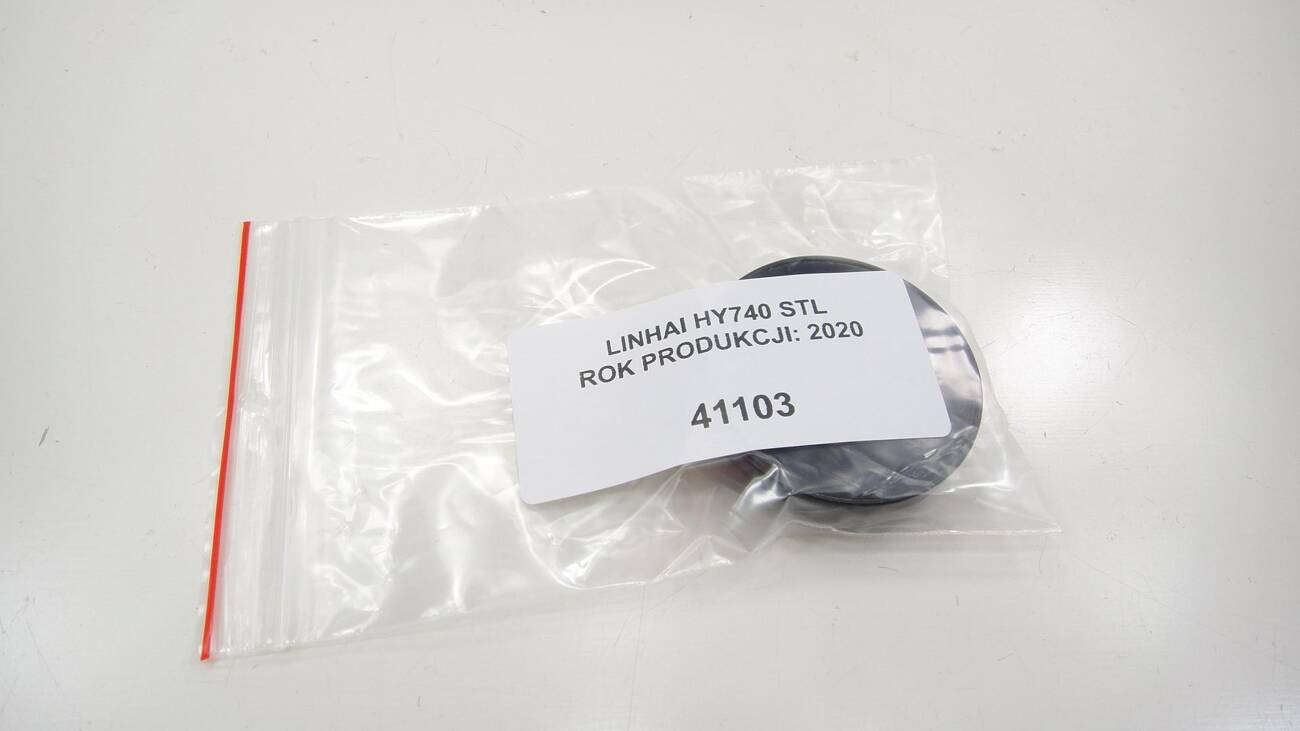 LINHAI HY740 STL
ROK PRODUKCJI: 2020
41103